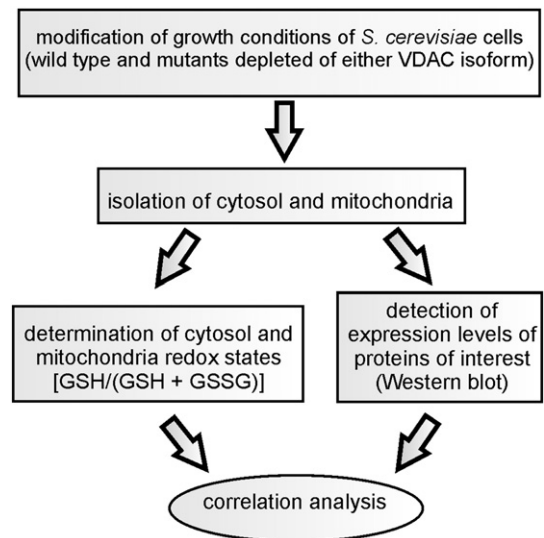 modification of growth conditions of S. cerevisiae cells
(wild type and mutants depleted of either VDAC isoform)
isolation of cytosol and mitochondria
determination of cytosol and
mitochondria redox states
[GSH/(GSH + GSSG)]
detection of
expression levels of
proteins of interest
(Western blot)
correlation analysis